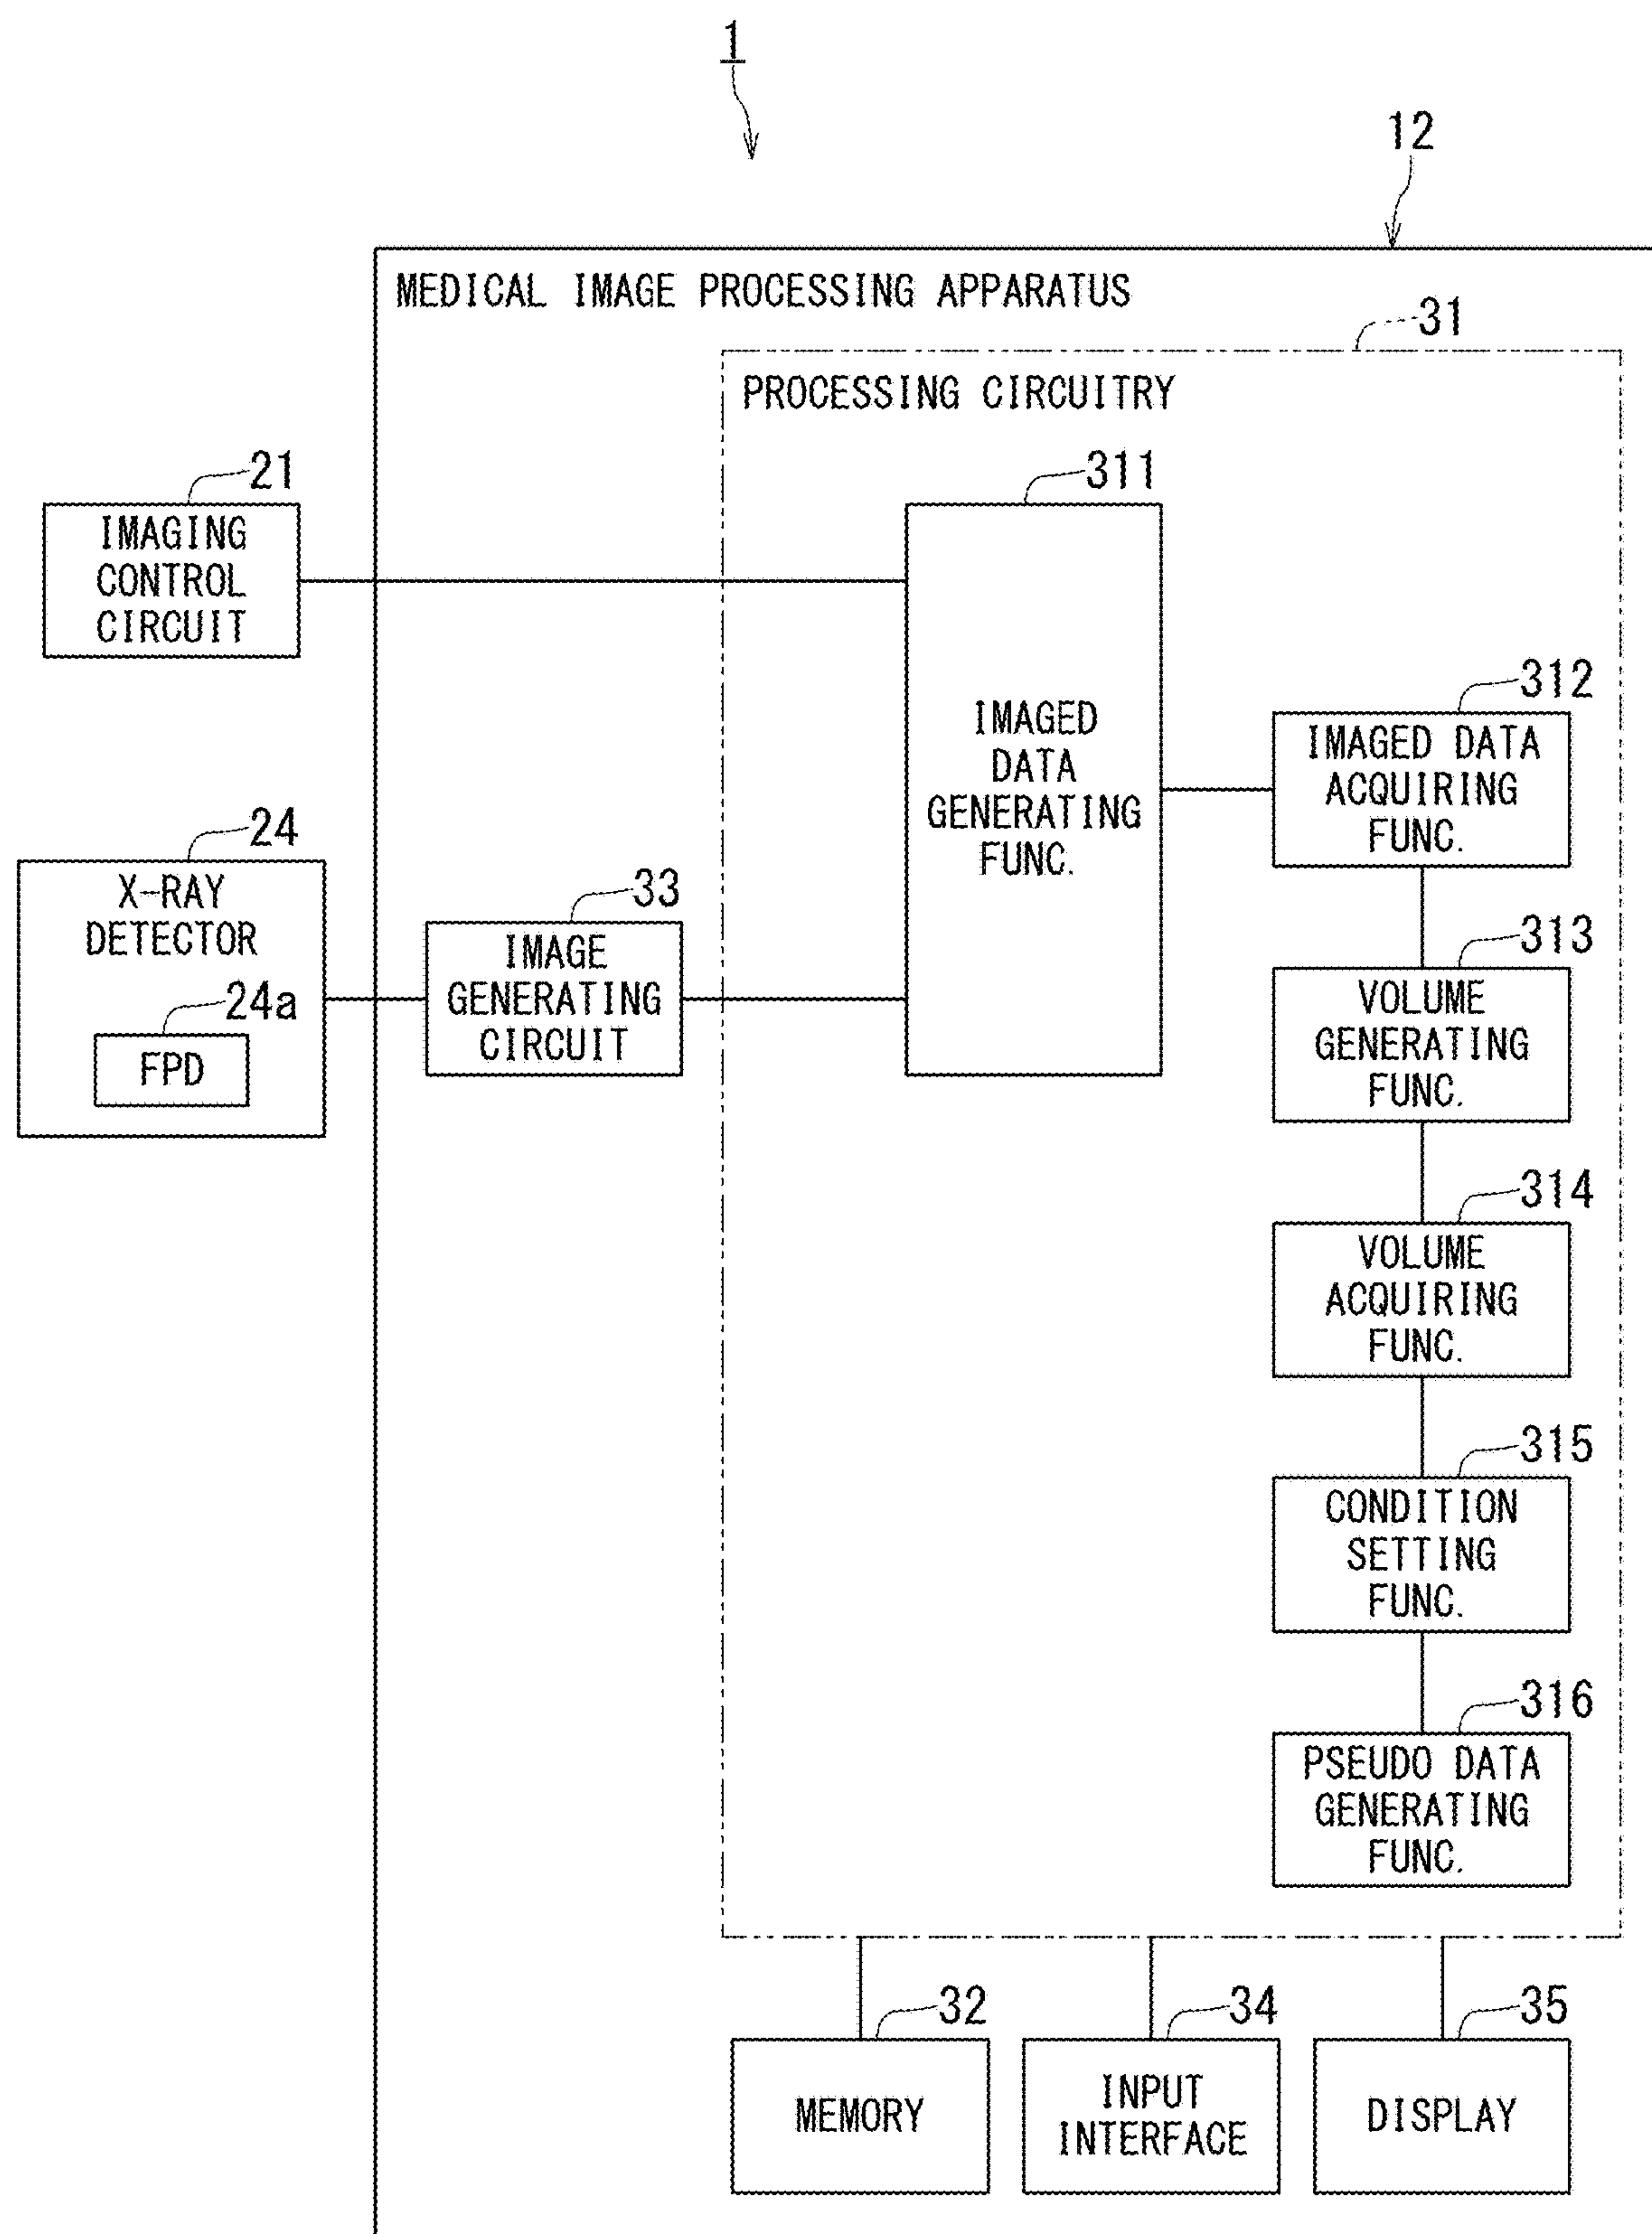 1
12
MEDICAL IMAGE PROCESSING APPARATUS
31
PROCESSING CIRCUITRY
21
IMAGING
CONTROL
CIRCUIT
311
IMAGED
DATA
GENERATING
FUNC.
312
IMAGED DATA
ACQUIRING
FUNC.
24
X-RAY
DETECTOR
24a
FPD
33
IMAGE
GENERATING
CIRCUIT
313
VOLUME
GENERATING
FUNC.
314
VOLUME
ACQUIRING
FUNC.
315
CONDITION
SETTING
FUNC.
316
PSEUDO DATA
GENERATING
FUNC.
32
MEMORY
34
INPUT
INTERFACE
35
DISPLAY